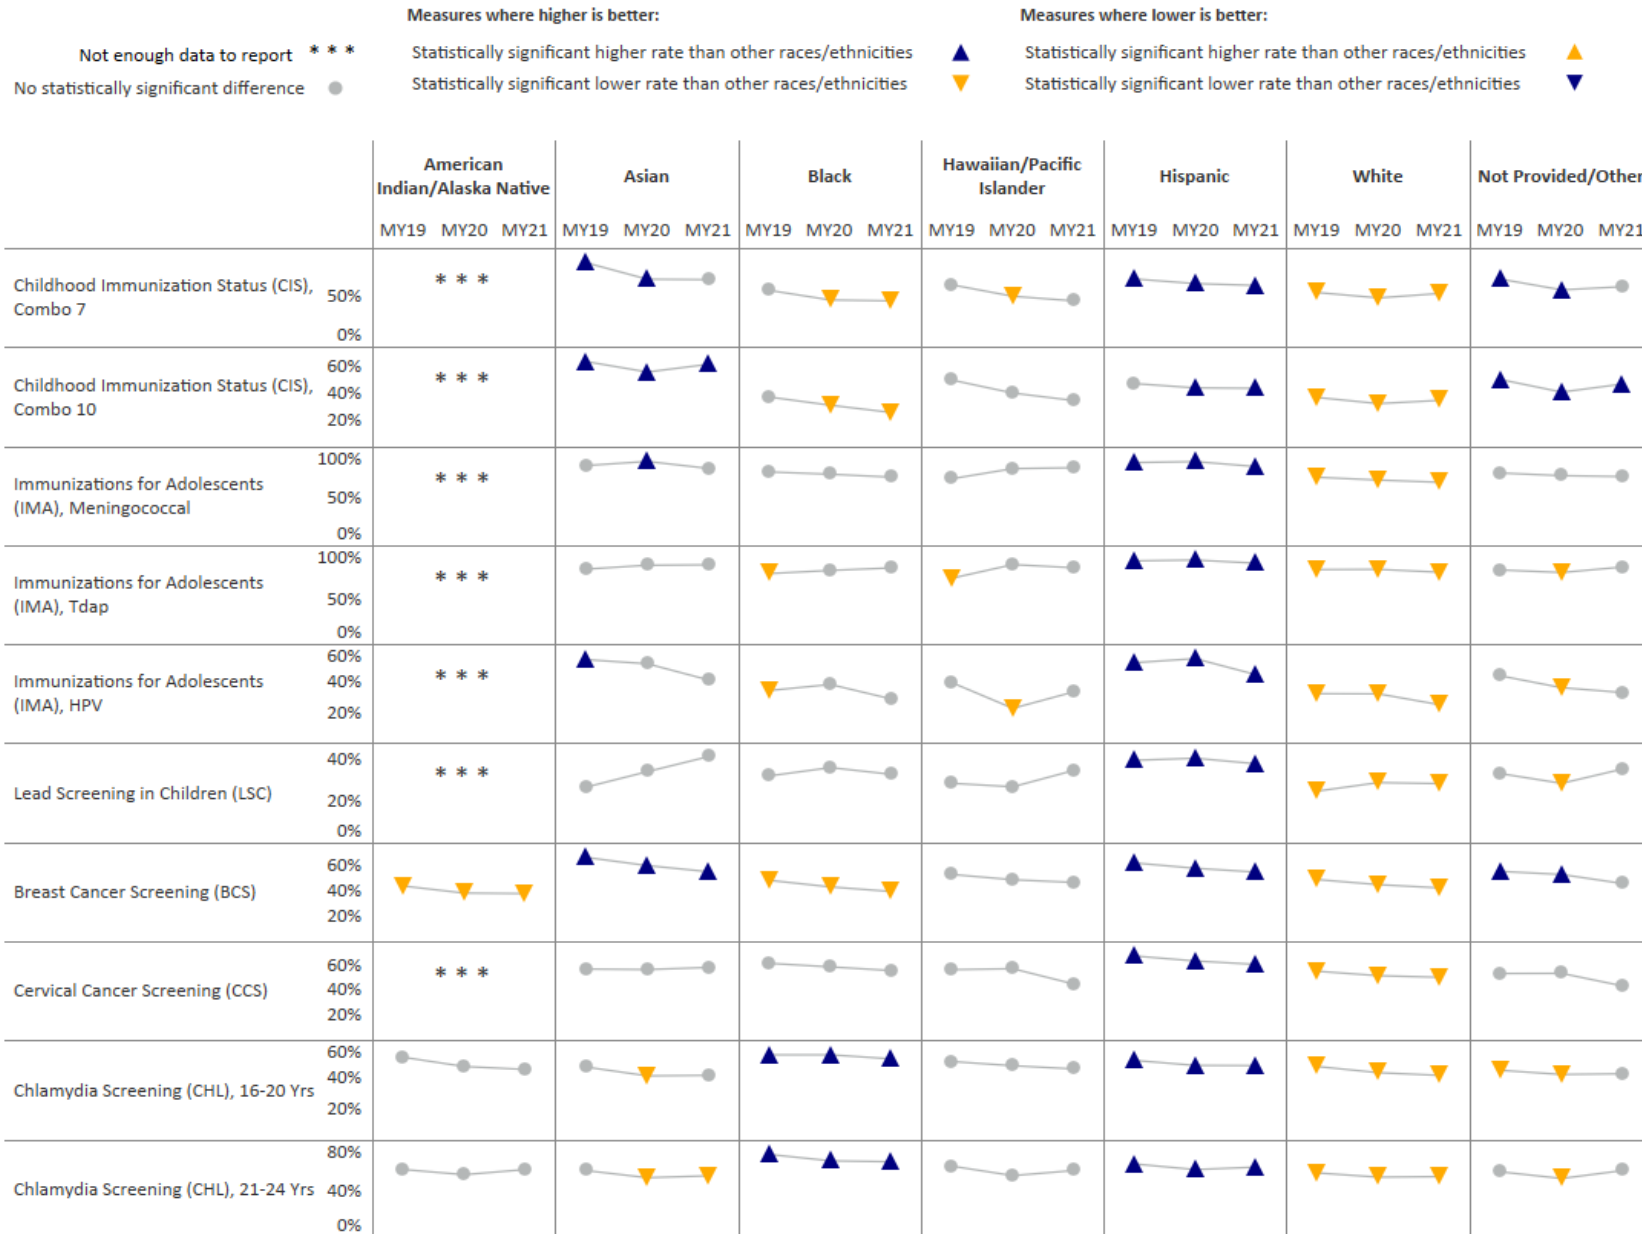 Measures where higher is better: Measures where lower is better:
Not enough data to report * * * Statistically significant higher rate than other races/ethnicities Statistically significant higher rate than other races/ethnicities
No statistically significant difference Statistically significant lower rate than other races/ethnicities Statistically significant lower rate than other races/ethnicities
American Indian/Alaska Native
Asian
Black
Hawaiian/Pacific Islander
Hispanic
White
Not Provided/Other
MY19 MY20 MY21 MY19 MY20 MY21 MY19 MY20 MY21 MY19 MY20 MY21 MY19 MY20 MY21 MY19 MY20 MY21 MY19 MY20 MY21
Childhood Immunization Status (CIS),
Combo 7
50%
0%
* * *
Childhood Immunization Status (CIS),
Combo 10
60%
40%
20%
* * *
Immunizations for Adolescents
(IMA), Meningococcal
100%
50%
0%
* * *
Immunizations for Adolescents
(IMA), Tdap
100%
50%
0%
* * *
Immunizations for Adolescents
(IMA), HPV
60%
40%
20%
* * *
Lead Screening in Children (LSC)
40%
20%
0%
* * *
Breast Cancer Screening (BCS)
60%
40%
20%
Cervical Cancer Screening (CCS)
60%
40%
20%
* * *
Chlamydia Screening (CHL), 16-20 Yrs
60%
40%
20%
Chlamydia Screening (CHL), 21-24 Yrs
80%
40%
0%